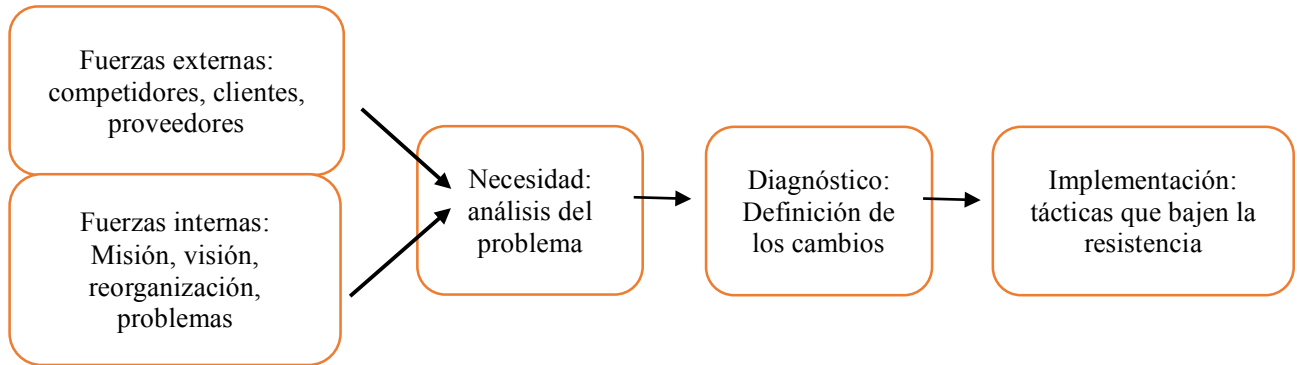 Fuerzas externas:
competidores, clientes,
proveedores
Fuerzas internas:
Misión, visión,
reorganización,
problemas
Necesidad:
análisis del
problema
Diagnóstico:
Definición de
los cambios
Implementación:
tácticas que bajen la
resistencia